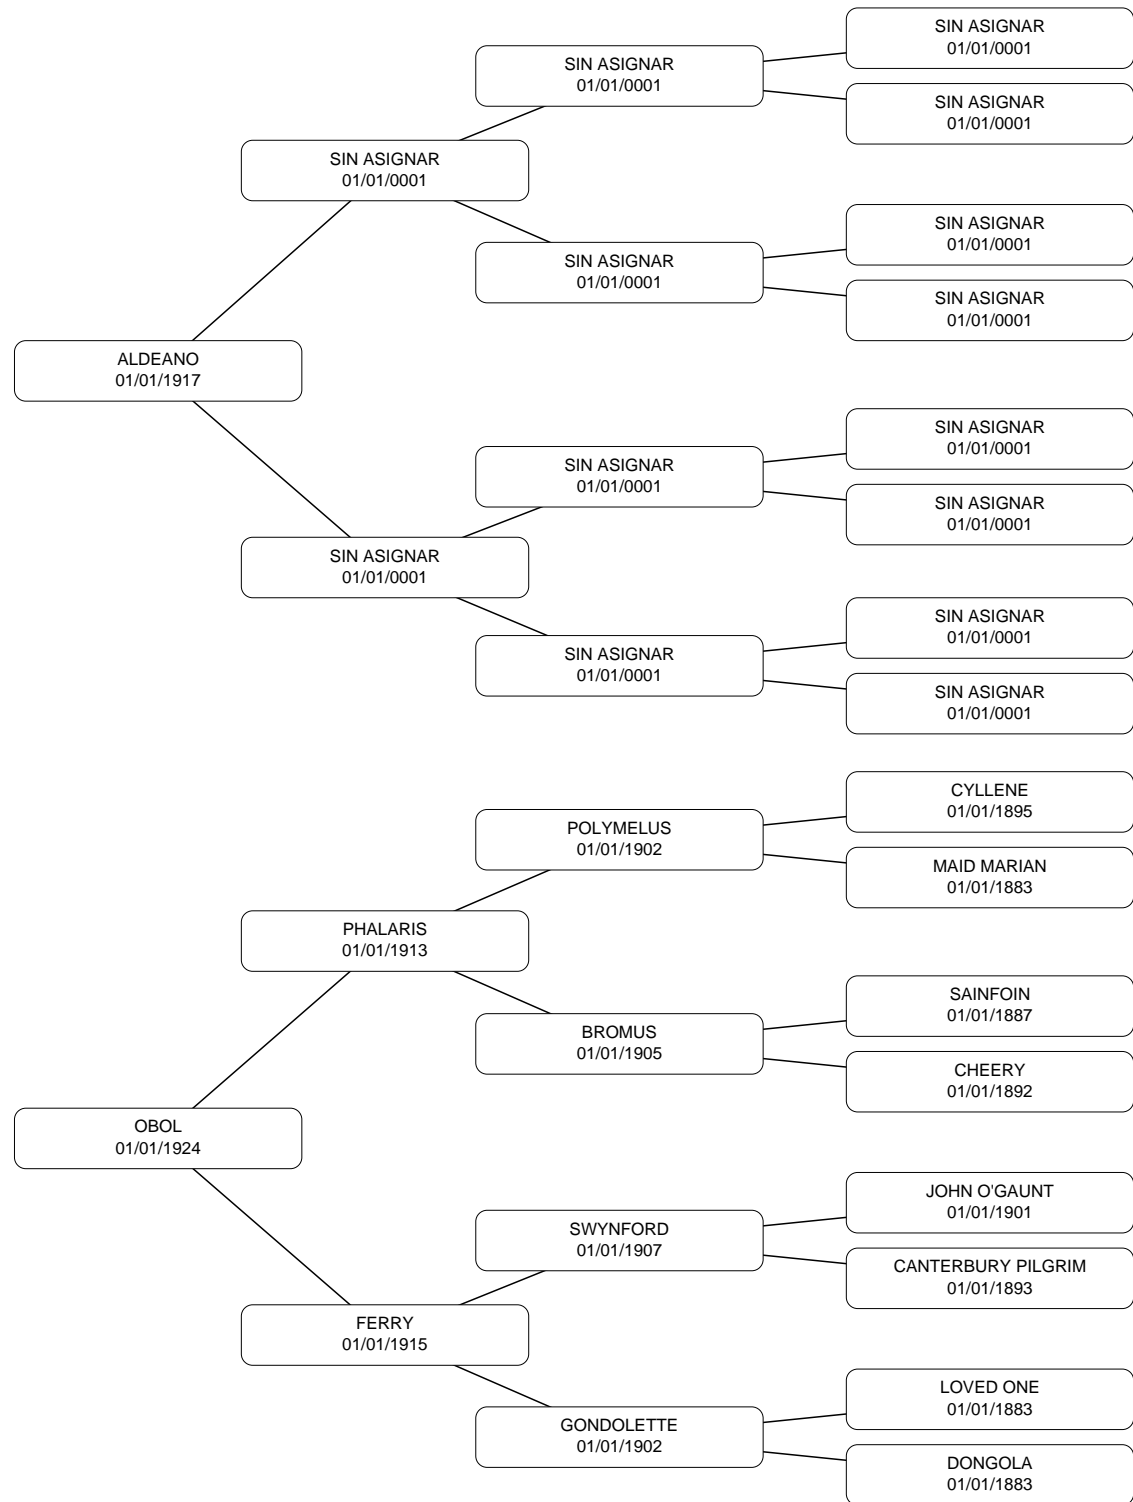 SIN ASIGNAR
01/01/0001
SIN ASIGNAR
01/01/0001
SIN ASIGNAR
01/01/0001
SIN ASIGNAR
01/01/0001
SIN ASIGNAR
01/01/0001
SIN ASIGNAR
01/01/0001
SIN ASIGNAR
01/01/0001
ALDEANO
01/01/1917
SIN ASIGNAR
01/01/0001
SIN ASIGNAR
01/01/0001
SIN ASIGNAR
01/01/0001
SIN ASIGNAR
01/01/0001
SIN ASIGNAR
01/01/0001
SIN ASIGNAR
01/01/0001
SIN ASIGNAR
01/01/0001
CYLLENE
01/01/1895
POLYMELUS
01/01/1902
MAID MARIAN
01/01/1883
PHALARIS
01/01/1913
SAINFOIN
01/01/1887
BROMUS
01/01/1905
CHEERY
01/01/1892
OBOL
01/01/1924
JOHN O'GAUNT
01/01/1901
SWYNFORD
01/01/1907
CANTERBURY PILGRIM
01/01/1893
FERRY
01/01/1915
LOVED ONE
01/01/1883
GONDOLETTE
01/01/1902
DONGOLA
01/01/1883